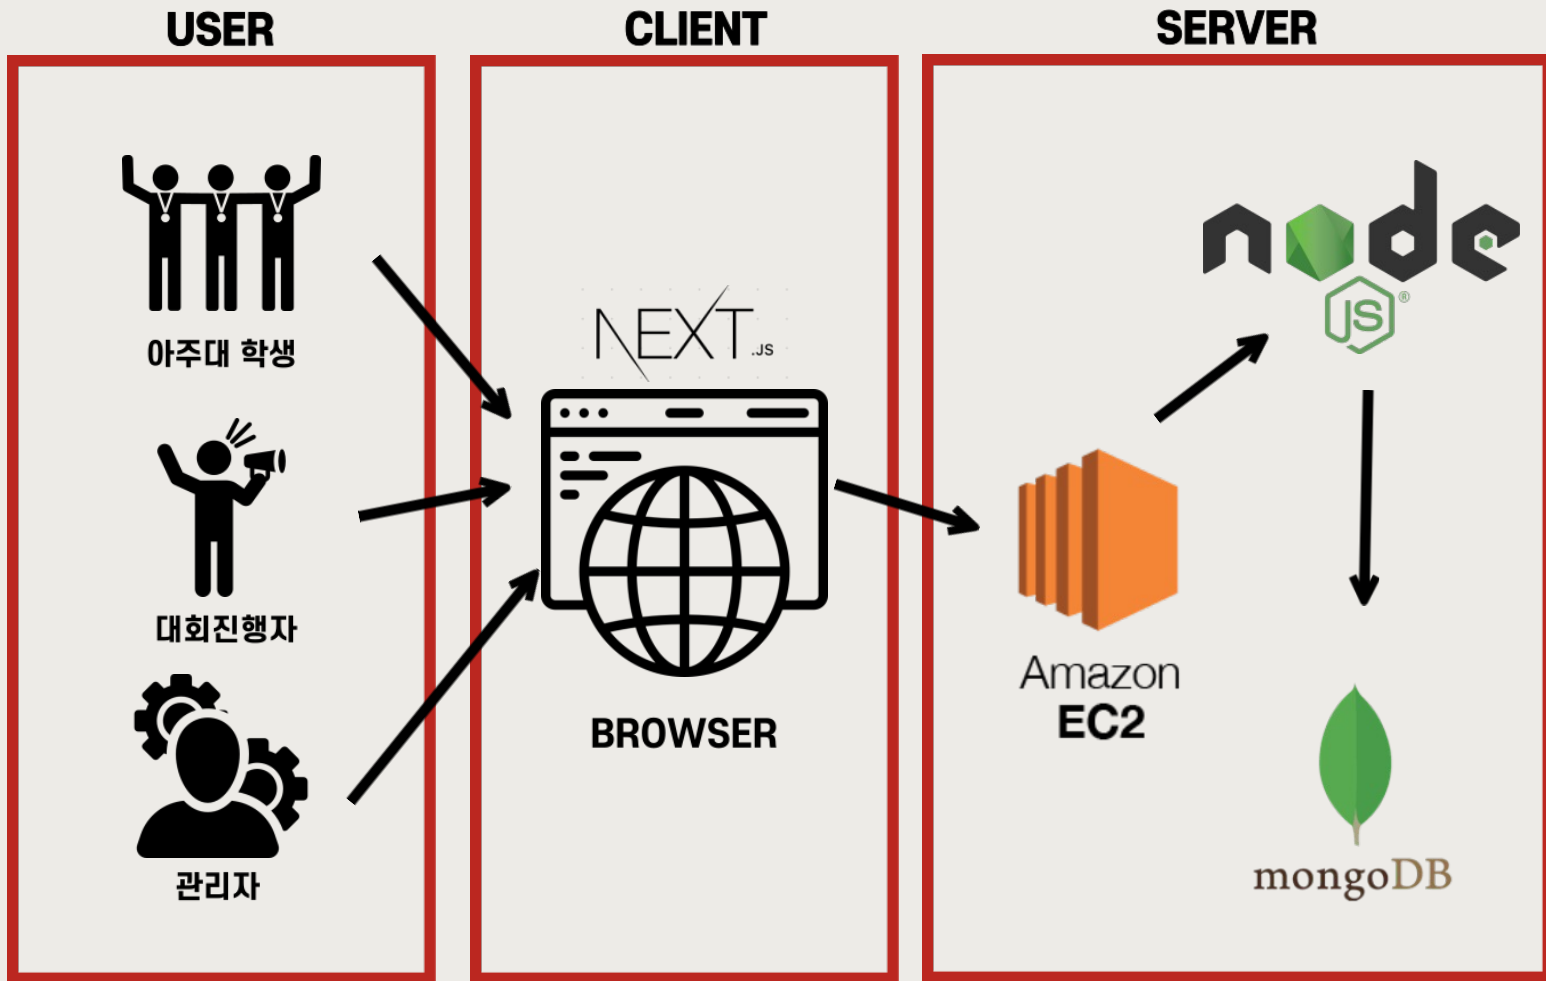 USER
CLIENT
SERVER
아주대 학생
대회진행자
관리자
NEXT.JS
BROWSER
node
JS®
Amazon
EC2
mongoDB